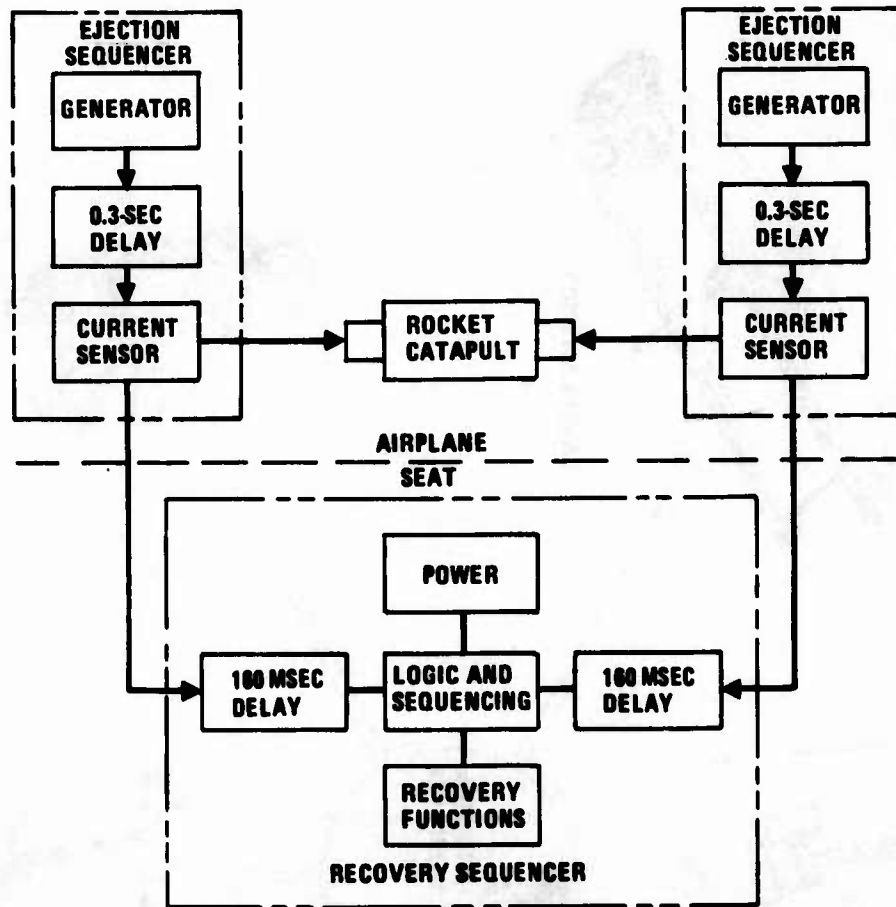 EJECTION
SEQUENCER
GENERATOR
0.3-SEC
DELAY
CURRENT
SENSOR
ROCKET
CATAPULT
EJECTION
SEQUENCER
GENERATOR
0.3-SEC
DELAY
CURRENT
SENSOR
AIRPLANE
SEAT
POWER
160 MSEC
DELAY
LOGIC AND
SEQUENCING
160 MSEC
DELAY
RECOVERY
FUNCTIONS
RECOVERY SEQUENCER